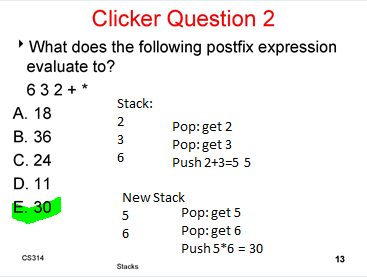 Clicker Question 2
‣ What does the following postfix expression
evaluate to?
6 3 2 + *
A. 18
B. 36
C. 24
D. 11
E. 30
Stack:
2
3
6
Pop: get 2
Pop: get 3
Push 2+3=5 5
New Stack
5
6
Pop: get 5
Pop: get 6
Push 5*6 = 30
CS314
Stacks
13